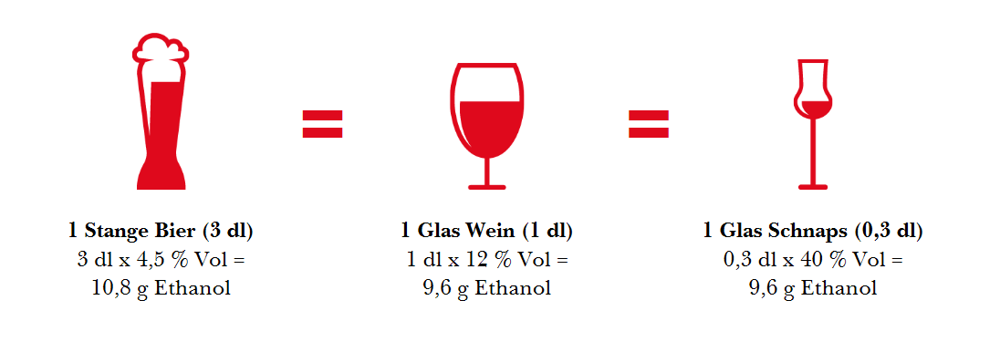 1 Stange Bier (3 dl)
3 dl x 4,5 % Vol =
10,8 g Ethanol
1 Glas Wein (1 dl)
1 dl x 12 % Vol =
9,6 g Ethanol
1 Glas Schnaps (0,3 dl)
0,3 dl x 40 % Vol =
9,6 g Ethanol